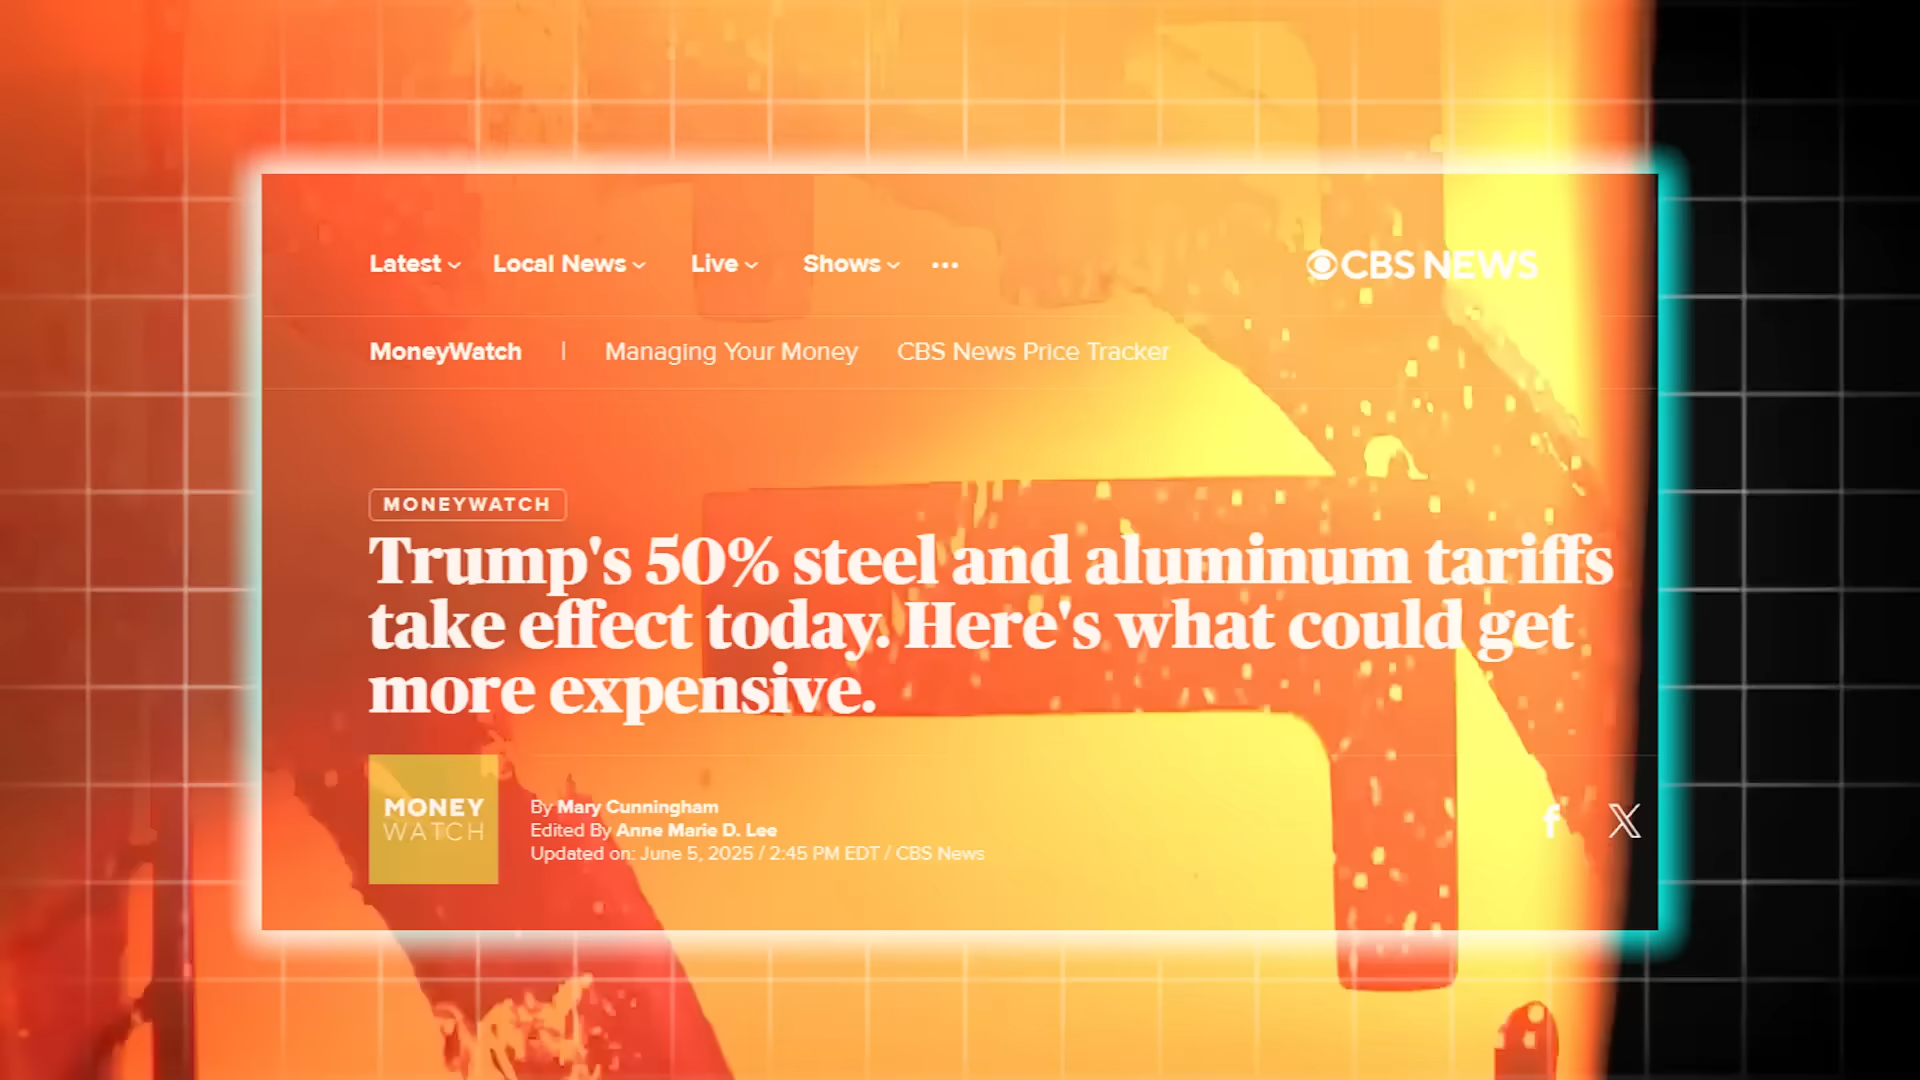 Latest Local News Live Shows ••• CBS NEWS
MoneyWatch | Managing Your Money CBS News Price Tracker
MONEYWATCH
Trump's 50% steel and aluminum tariffs
take effect today. Here's what could get
more expensive.
MONEY
WATCH
By Mary Cunningham
Edited By Anne Marie D. Lee
Updated on: June 5, 2025 / 2:45 PM EDT / CBS News